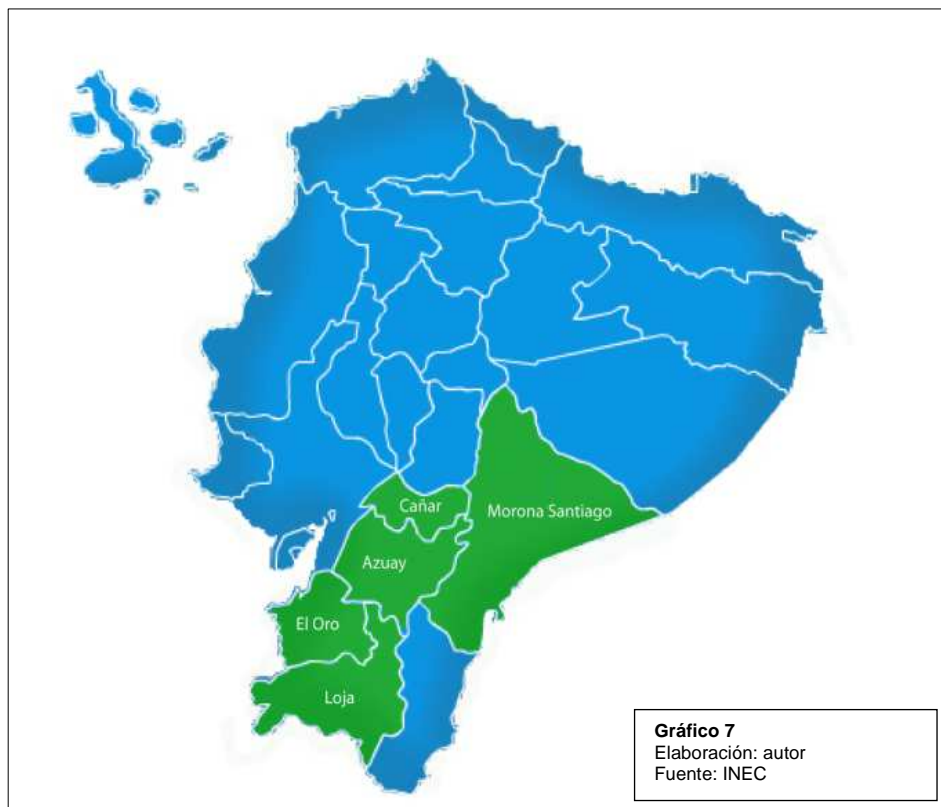 Cañar
Morona Santiago
Azuay
El Oro
Loja
Gráfico 7
Elaboración: autor
Fuente: INEC